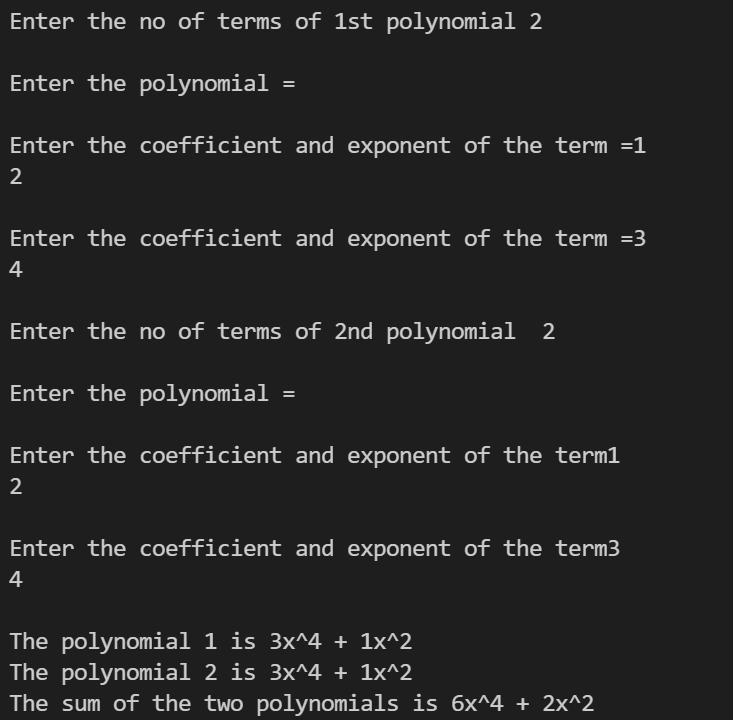 Enter the no of terms of 1st polynomial 2
Enter the polynomial =
Enter the coefficient and exponent of the term =1
2
Enter the coefficient and exponent of the term =3
4
Enter the no of terms of 2nd polynomial  2
Enter the polynomial =
Enter the coefficient and exponent of the term1
2
Enter the coefficient and exponent of the term3
4
The polynomial 1 is 3x^4 + 1x^2
The polynomial 2 is 3x^4 + 1x^2
The sum of the two polynomials is 6x^4 + 2x^2